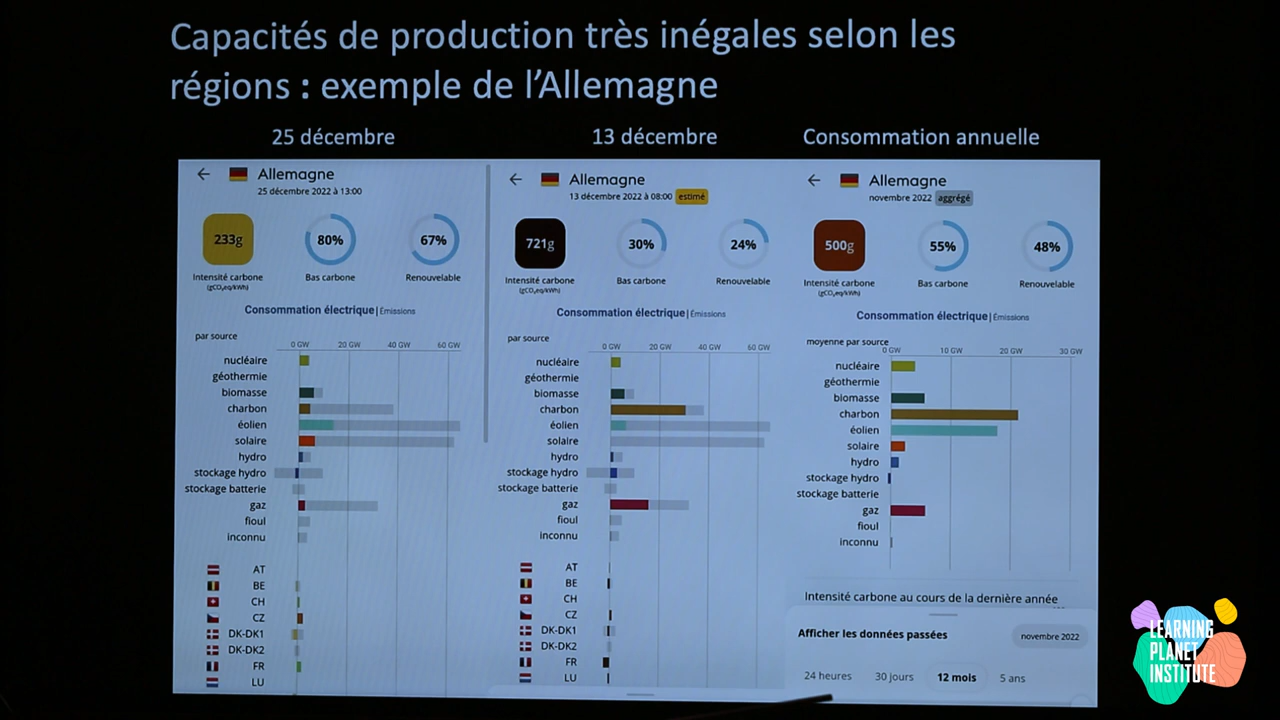 Capacités de production très inégales selon les
régions : exemple de l'Allemagne
25 décembre
13 décembre
Consommation annuelle
Allemagne
25 décembre 2022 à 13:00
233g
80%
67%
Intensité carbone
(gCO₂eq/kWh)
Bas carbone
Renouvelable
Consommation électrique | Émissions
par source
0 GW
20 GW
40 GW
60 GW
nucléaire
géothermie
biomasse
charbon
éolien
solaire
hydro
stockage hydro
stockage batterie
gaz
fioul
inconnu
AT
BE
CH
CZ
DK-DK1
DK-DK2
FR
LU
Allemagne
13 décembre 2022 à 08:00 estimé
721g
30%
24%
Intensité carbone
(gCO₂eq/kWh)
Bas carbone
Renouvelable
Consommation électrique | Émissions
par source
0 GW
20 GW
40 GW
60 GW
nucléaire
géothermie
biomasse
charbon
éolien
solaire
hydro
stockage hydro
stockage batterie
gaz
fioul
inconnu
AT
BE
CH
CZ
DK-DK1
DK-DK2
FR
LU
Allemagne
novembre 2022 aggrégé
500g
55%
48%
Intensité carbone
(gCO₂eq/kWh)
Bas carbone
Renouvelable
Consommation électrique | Émissions
moyenne par source
0 GW
10 GW
20 GW
30 GW
nucléaire
géothermie
biomasse
charbon
éolien
solaire
hydro
stockage hydro
stockage batterie
gaz
fioul
inconnu
Intensité carbone au cours de la dernière année
Afficher les données passées
novembre 2022
24 heures
30 jours
12 mois
5 ans
LEARNING
PLANET
INSTITUTE